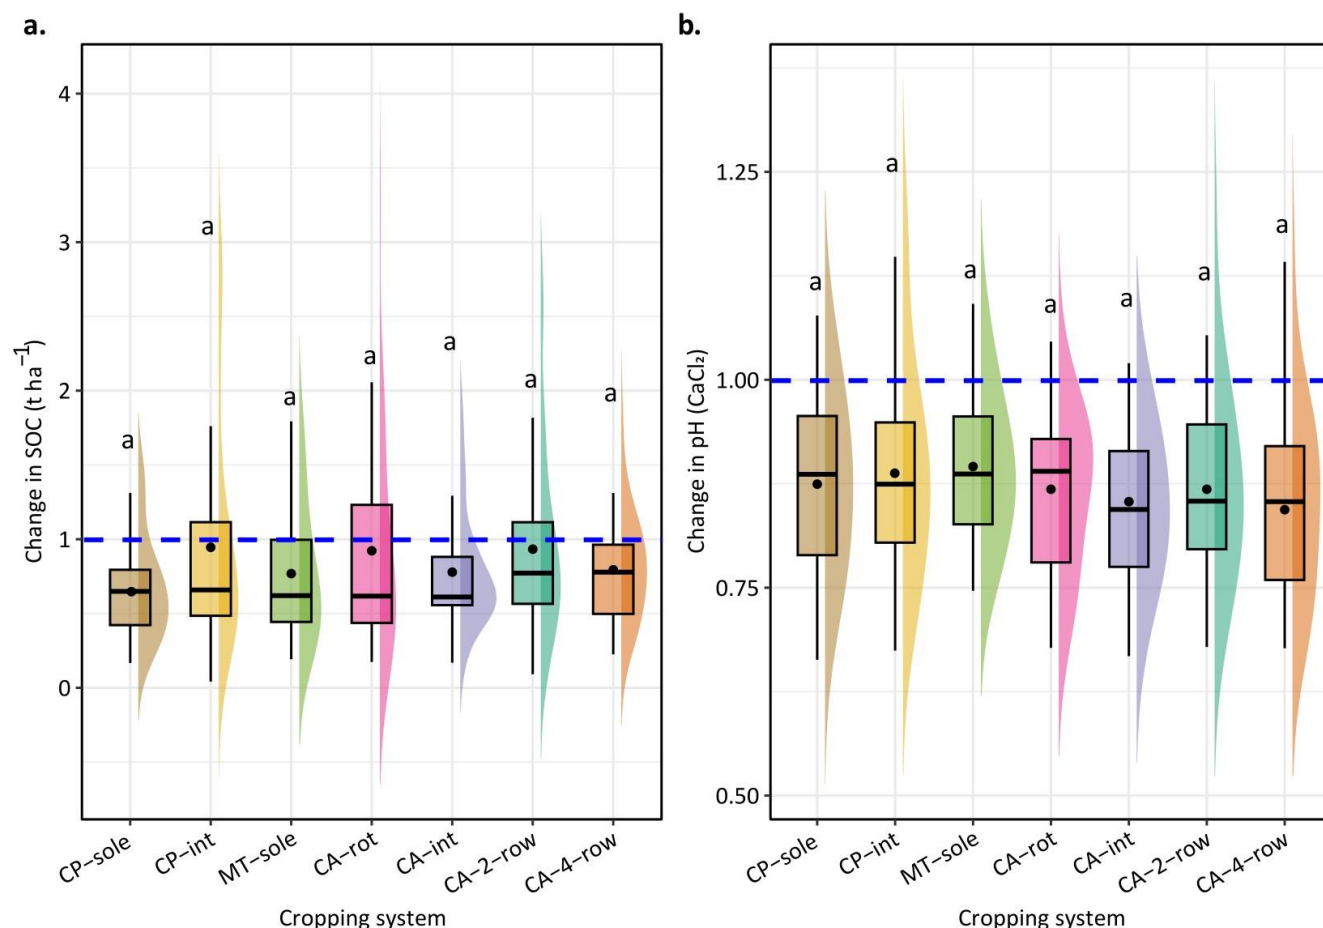 a.
Change in SOC (t ha⁻¹)
4
3
2
1
0
a
a
a
a
a
a
a
CP−sole
CP−int
MT−sole
CA−rot
CA−int
CA−2−row
CA−4−row
Cropping system
b.
Change in pH (CaCl₂)
1.25
1.00
0.75
0.50
a
a
a
a
a
a
a
CP−sole
CP−int
MT−sole
CA−rot
CA−int
CA−2−row
CA−4−row
Cropping system